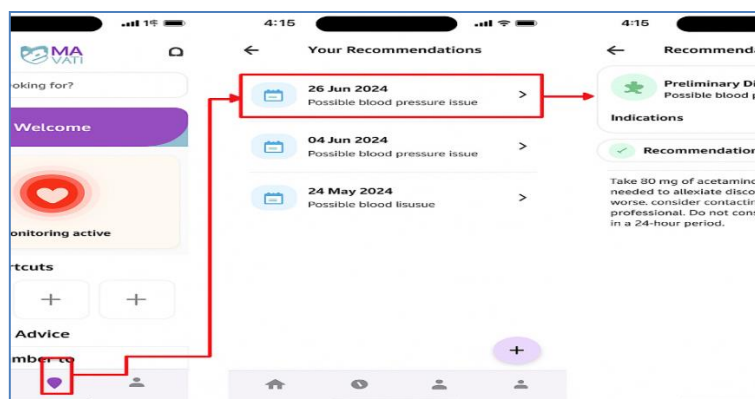 4:15
4:15
MA
VATI
Your Recommendations
Recommenda
ooking for?
26 Jun 2024
Possible blood pressure issue
Preliminary Di
Possible blood p
Indications
Welcome
04 Jun 2024
Possible blood pressure issue
Recommendation
24 May 2024
Possible blood lisusue
Take 80 mg of acetaminc
needed to allexiate disco
worse. consider contactin
professional. Do not cons
in a 24-hour period.
onitoring active
rtcuts
Advice
mber to